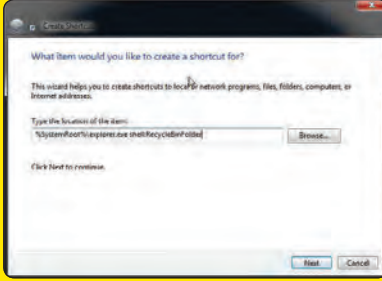 Create Shortcut
What item would you like to create a shortcut for?
This wizard helps you to create shortcuts to local or network programs, files, folders, computers, or
Internet addresses.
Type the location of the item:
%SystemRoot%\explorer.exe shell:RecycleBinFolder
Browse...
Click Next to continue.
Next
Cancel